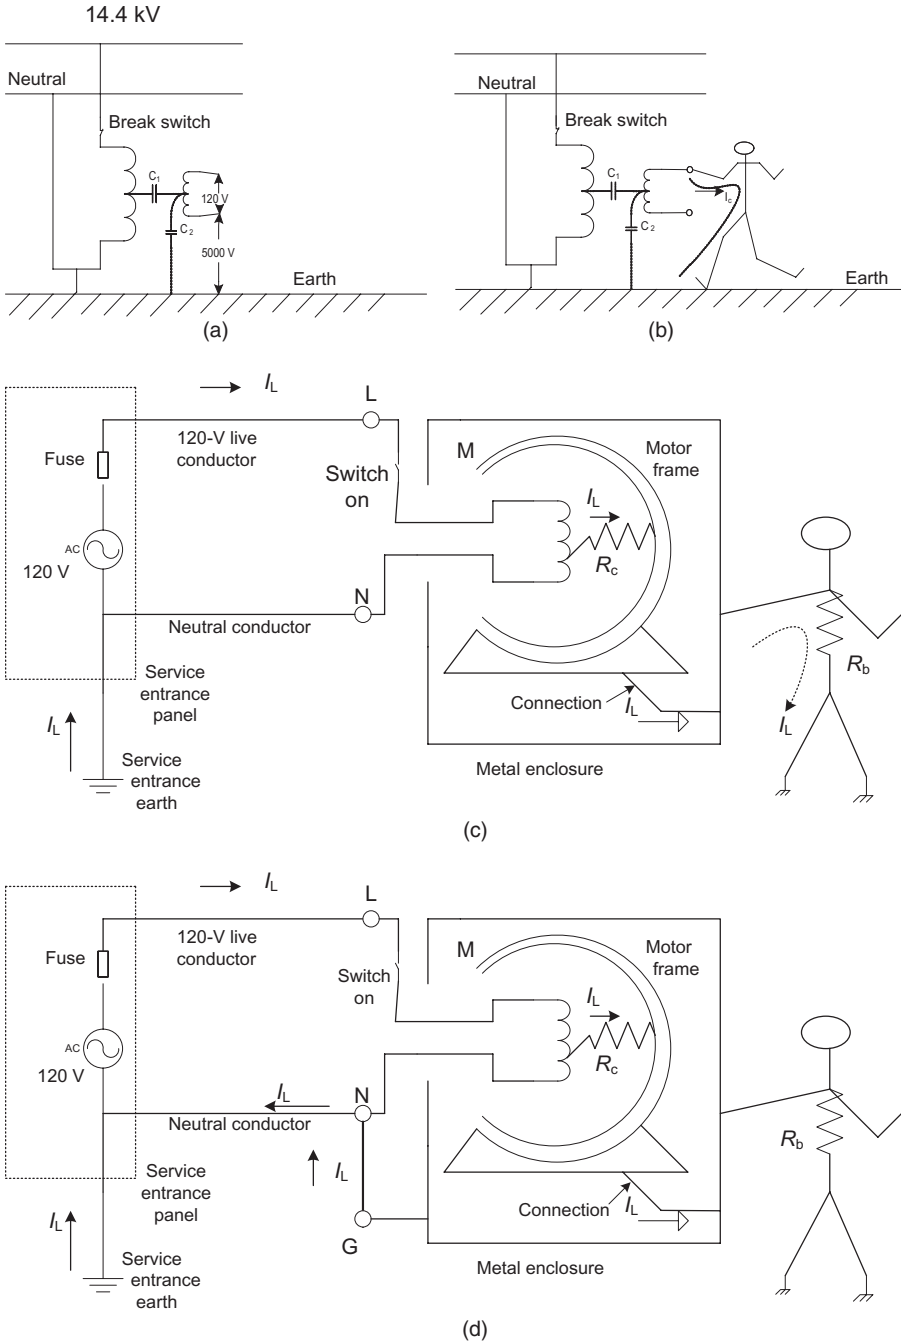 14.4 kV
Neutral
Break switch
C1
120 V
C2
5000 V
Earth
(a)
Neutral
Break switch
C1
Ic
C2
Earth
(b)
IL
L
120-V live
conductor
Fuse
Switch
on
M
Motor
frame
IL
Rc
AC
120 V
N
Neutral conductor
Service
entrance
panel
Connection
IL
Rb
IL
IL
Service
entrance
earth
Metal enclosure
(c)
IL
L
120-V live
conductor
Fuse
Switch
on
M
Motor
frame
IL
Rc
AC
120 V
IL
N
Neutral conductor
IL
Rb
Service
entrance
panel
Connection
IL
IL
G
Service
entrance
earth
Metal enclosure
(d)